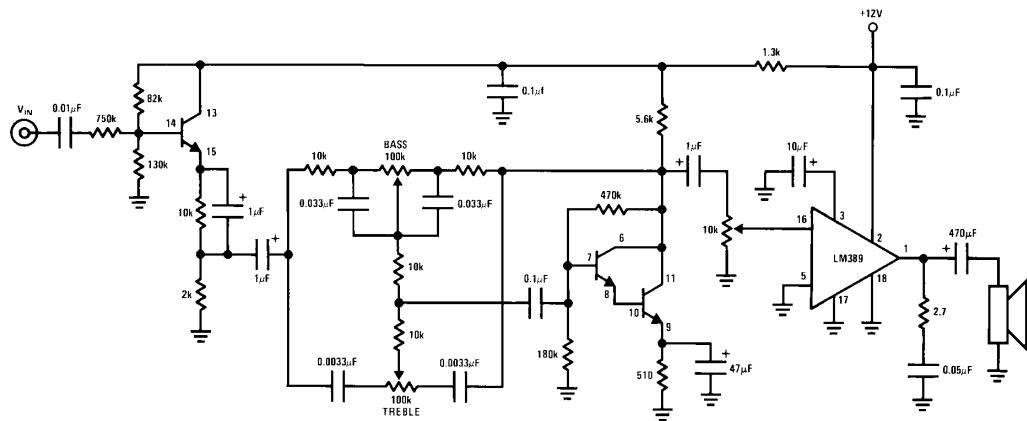 +12V
1.3k
VIN
0.01μF
750k
82k
13
14
15
130k
0.1μf
5.6k
0.1μF
BASS
10k
100k
10k
0.033μF
0.033μF
10k
1μF
2k
1μF
10k
10k
0.0033μF
0.0033μF
100k
TREBLE
0.1μF
470k
6
7
8
10
11
9
180k
510
47μF
1μF
10k
10μF
3
16
2
5
LM389
1
17
18
470μF
2.7
0.05μF